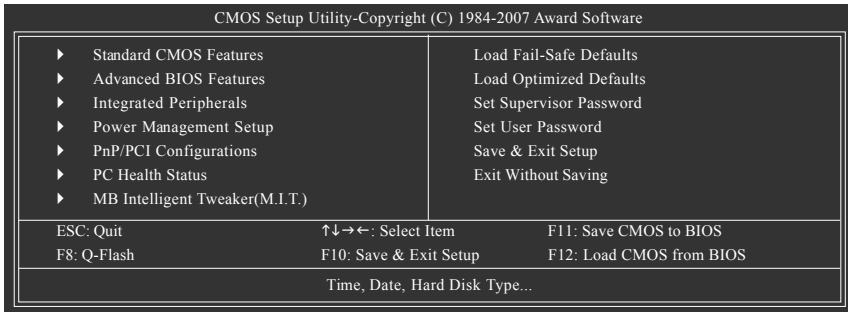 CMOS Setup Utility-Copyright (C) 1984-2007 Award Software
Standard CMOS Features
Advanced BIOS Features
Integrated Peripherals
Power Management Setup
PnP/PCI Configurations
PC Health Status
MB Intelligent Tweaker(M.I.T.)
Load Fail-Safe Defaults
Load Optimized Defaults
Set Supervisor Password
Set User Password
Save & Exit Setup
Exit Without Saving
ESC: Quit ↑↓→←: Select Item F11: Save CMOS to BIOS
F8: Q-Flash F10: Save & Exit Setup F12: Load CMOS from BIOS
Time, Date, Hard Disk Type...